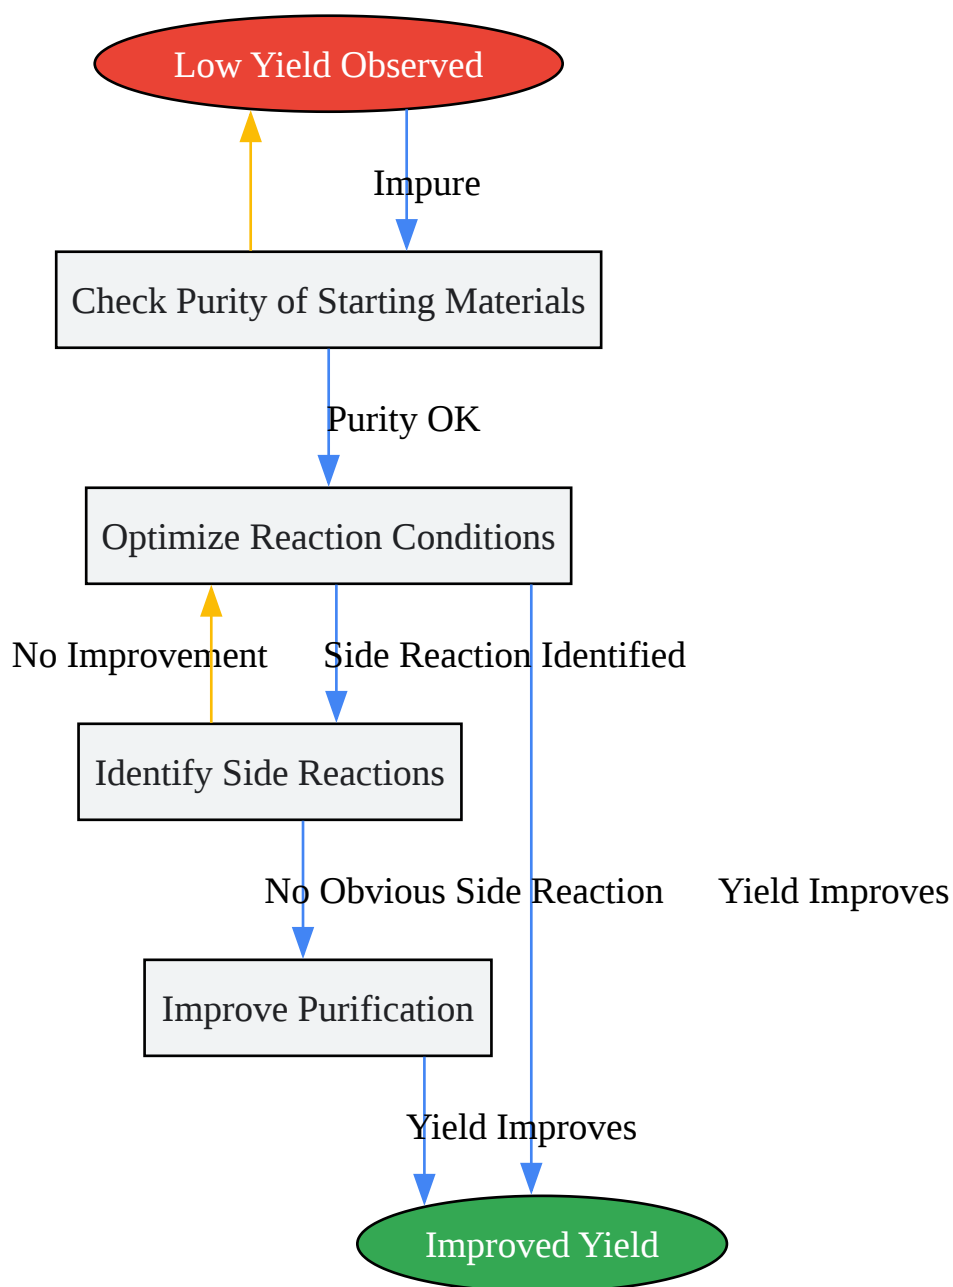 Low Yield Observed
Impure
Check Purity of Starting Materials
Purity OK
Optimize Reaction Conditions
No Improvement
Side Reaction Identified
Identify Side Reactions
No Obvious Side Reaction
Yield Improves
Improve Purification
Yield Improves
Improved Yield